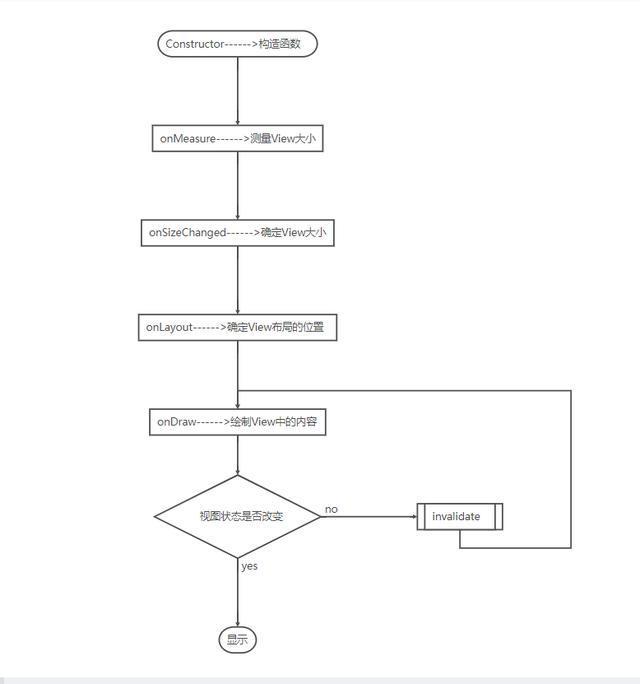 Constructor------>构造函数
onMeasure------>测量View大小
onSizeChanged------>确定View大小
onLayout------>确定View布局的位置
onDraw------>绘制View中的内容
视图状态是否改变
no
invalidate
yes
显示